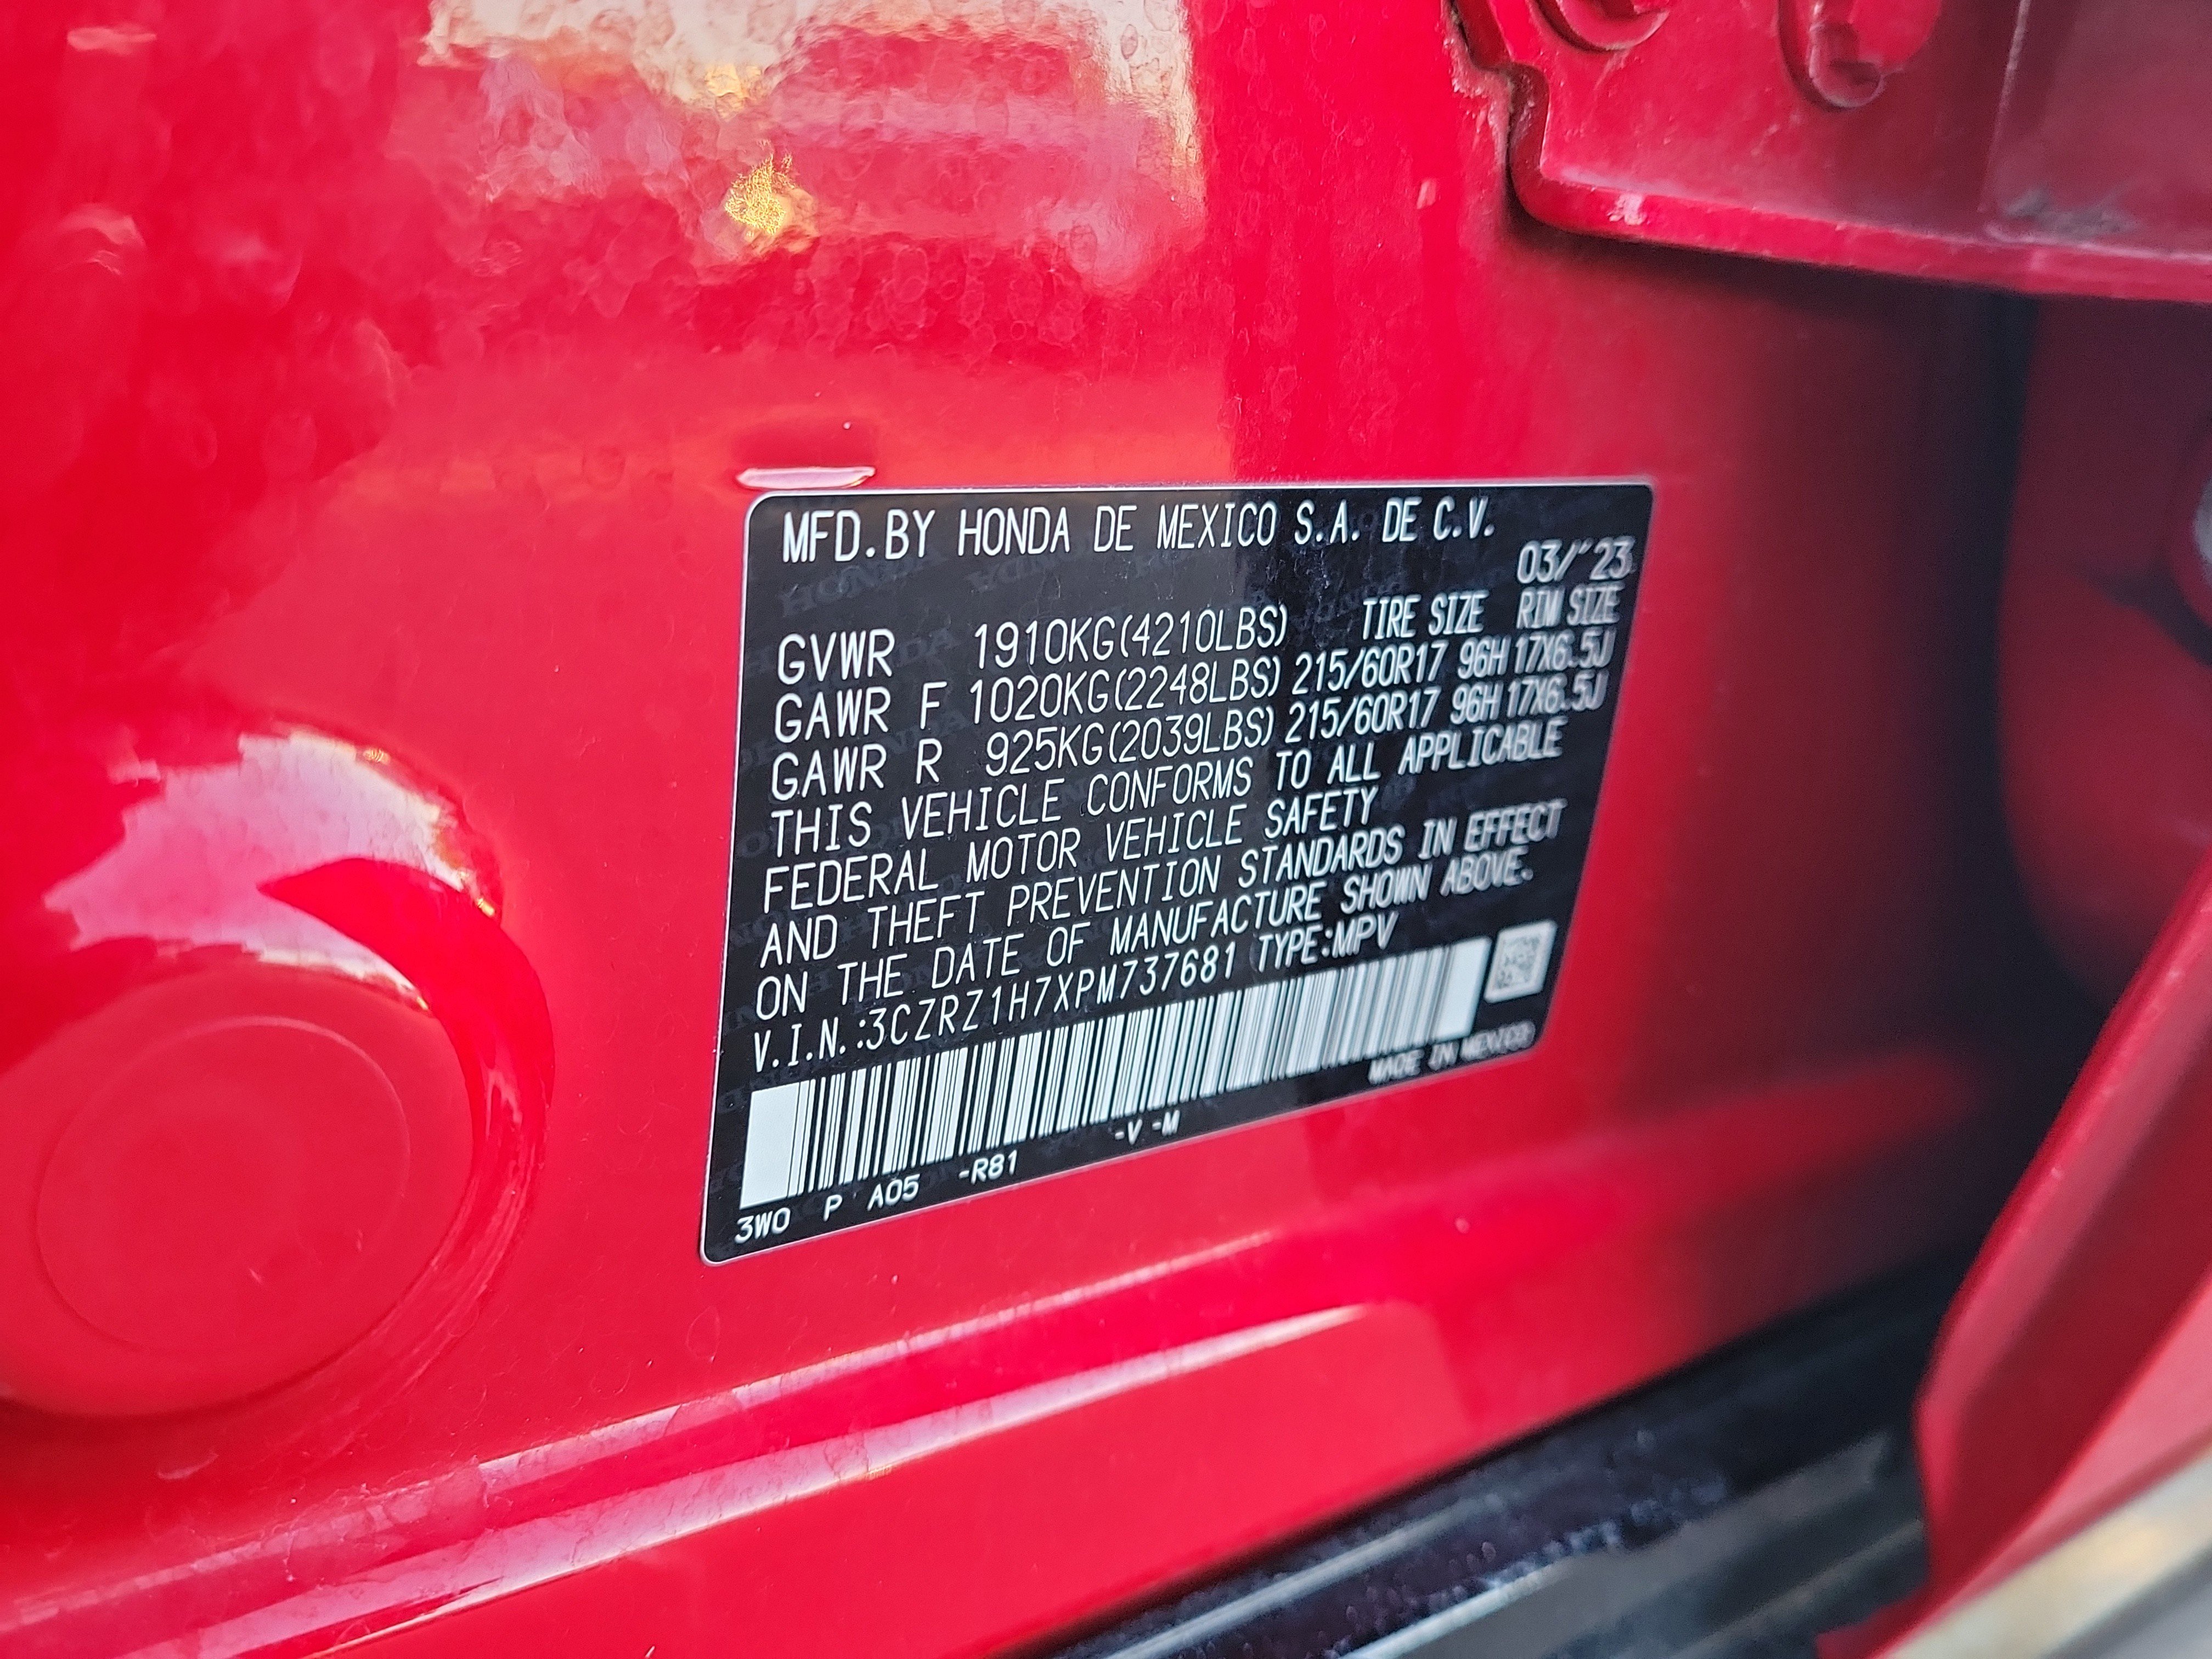 MFD.BY HONDA DE MEXICO S.A. DE C.V.
03/'23
TIRE SIZE RIM SIZE
GVWR 1910KG(4210LBS)
GAWR F 1020KG(2248LBS) 215/60R17 96H 17X6.5J
GAWR R 925KG(2039LBS) 215/60R17 96H 17X6.5J
THIS VEHICLE CONFORMS TO ALL APPLICABLE
FEDERAL MOTOR VEHICLE SAFETY
AND THEFT PREVENTION STANDARDS IN EFFECT
ON THE DATE OF MANUFACTURE SHOWN ABOVE.
V.I.N.:3CZRZ1H7XPM737681 TYPE:MPV
MADE IN MEXICO
3W0 P A05 -R81 -V -M